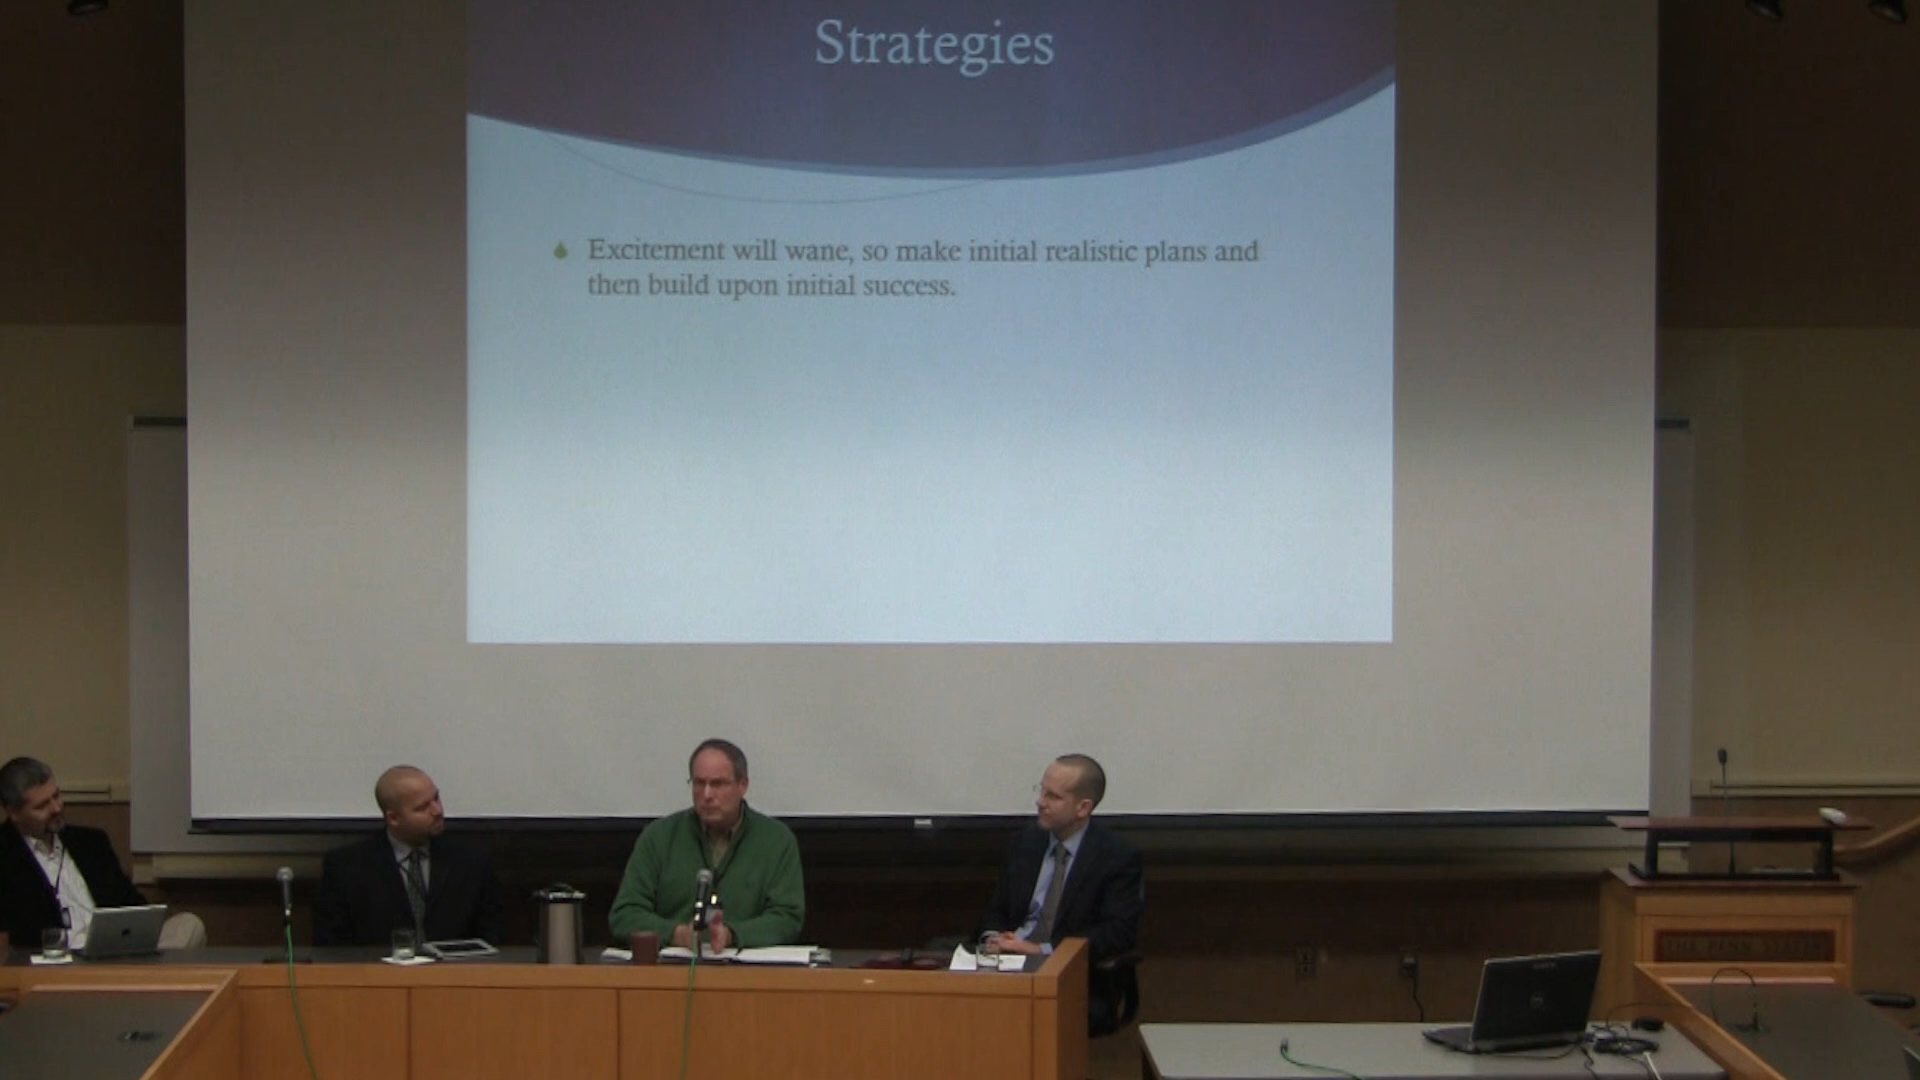 Strategies
Excitement will wane, so make initial realistic plans and
then build upon initial success.